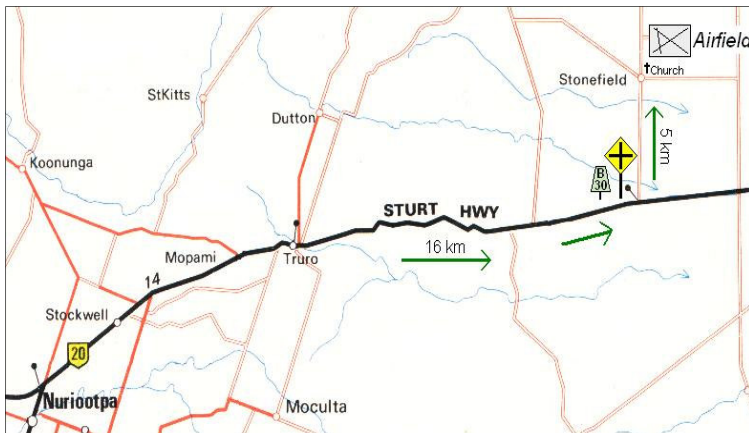 Airfield
Stonefield
Church
StKitts
Dutton
Koonunga
5 km
B
30
STURT HWY
Mopami
Truro
16 km
14
Stockwell
20
Nuriootpa
Moculta